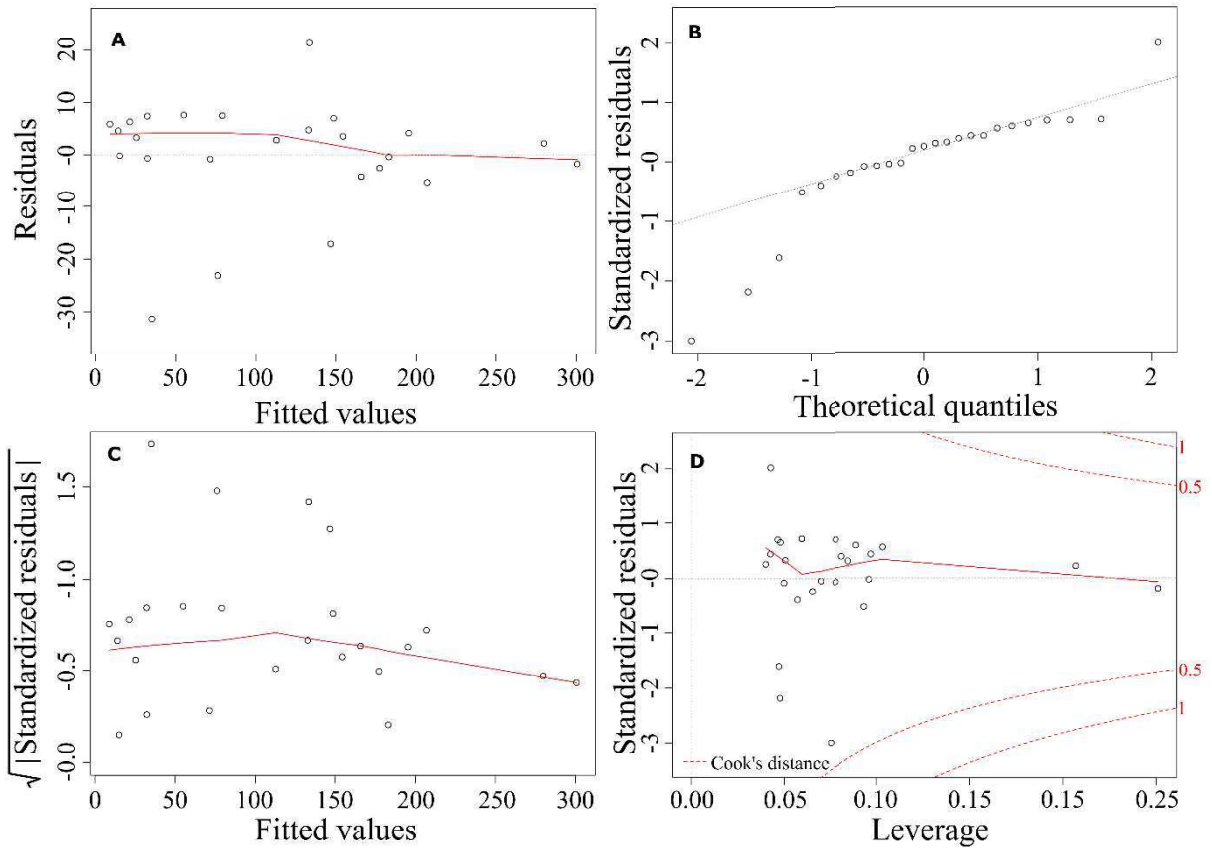 A
Residuals
20
10
-0
-10
-20
-30
0 50 100 150 200 250 300
Fitted values
B
Standardized residuals
2
1
-0
-1
-2
-3
-2 -1 0 1 2
Theoretical quantiles
C
√|Standardized residuals|
1.5
-1.0
-0.5
-0.0
0 50 100 150 200 250 300
Fitted values
D
Standardized residuals
2
1
-0
-1
-2
-3
1
0.5
0.5
1
Cook's distance
0.00 0.05 0.10 0.15 0.15 0.25
Leverage